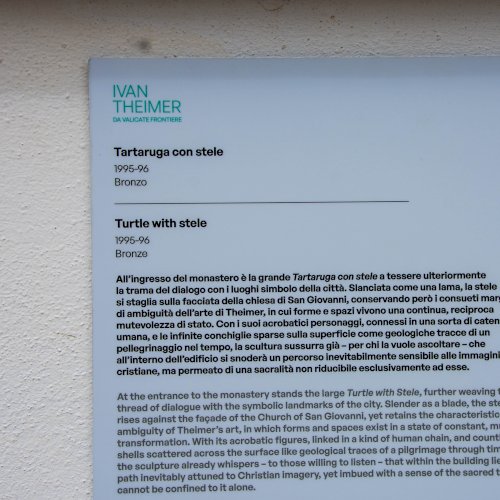 IVAN
THEIMER
DA VALICATE FRONTIERE
Tartaruga con stele
1995-96
Bronzo
Turtle with stele
1995-96
Bronze
All'ingresso del monastero è la grande Tartaruga con stele a tessere ulteriormente
la trama del dialogo con i luoghi simbolo della città. Slanciata come una lama, la stele
si staglia sulla facciata della chiesa di San Giovanni, conservando però i consueti
di ambiguità dell'arte di Theimer, in cui forme e spazi vivono una continua, reciproca
mutevolezza di stato. Con i suoi acrobatici personaggi, connessi in una sorta di
umana, e le infinite conchiglie sparse sulla superficie come geologiche tracce di un
pellegrinaggio nel tempo, la scultura sussurra già – per chi la vuole ascoltare – che
all'interno dell'edificio si snoderà un percorso inevitabilmente sensibile alle
cristiane, ma permeato di una sacralità non riducibile esclusivamente ad esse.
At the entrance to the monastery stands the large Turtle with Stele, further weaving
thread of dialogue with the symbolic landmarks of the city. Slender as a blade, the
rises against the façade of the Church of San Giovanni, yet retains the characteristic
ambiguity of Theimer's art, in which forms and spaces exist in a state of constant,
transformation. With its acrobatic figures, linked in a kind of human chain, and
shells scattered across the surface like geological traces of a pilgrimage through
the sculpture already whispers – to those willing to listen – that within the building
path inevitably attuned to Christian imagery, yet imbued with a sense of the sacred
cannot be confined to it alone.